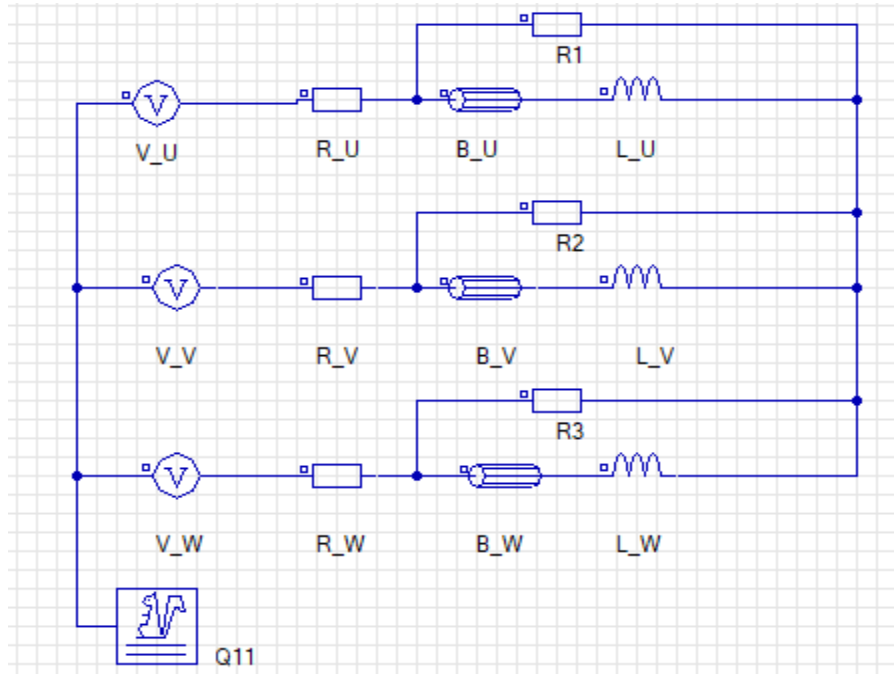 R1
V
V_U
R_U
B_U
L_U
R2
V
V_V
R_V
B_V
L_V
R3
V
V_W
R_W
B_W
L_W
Q11